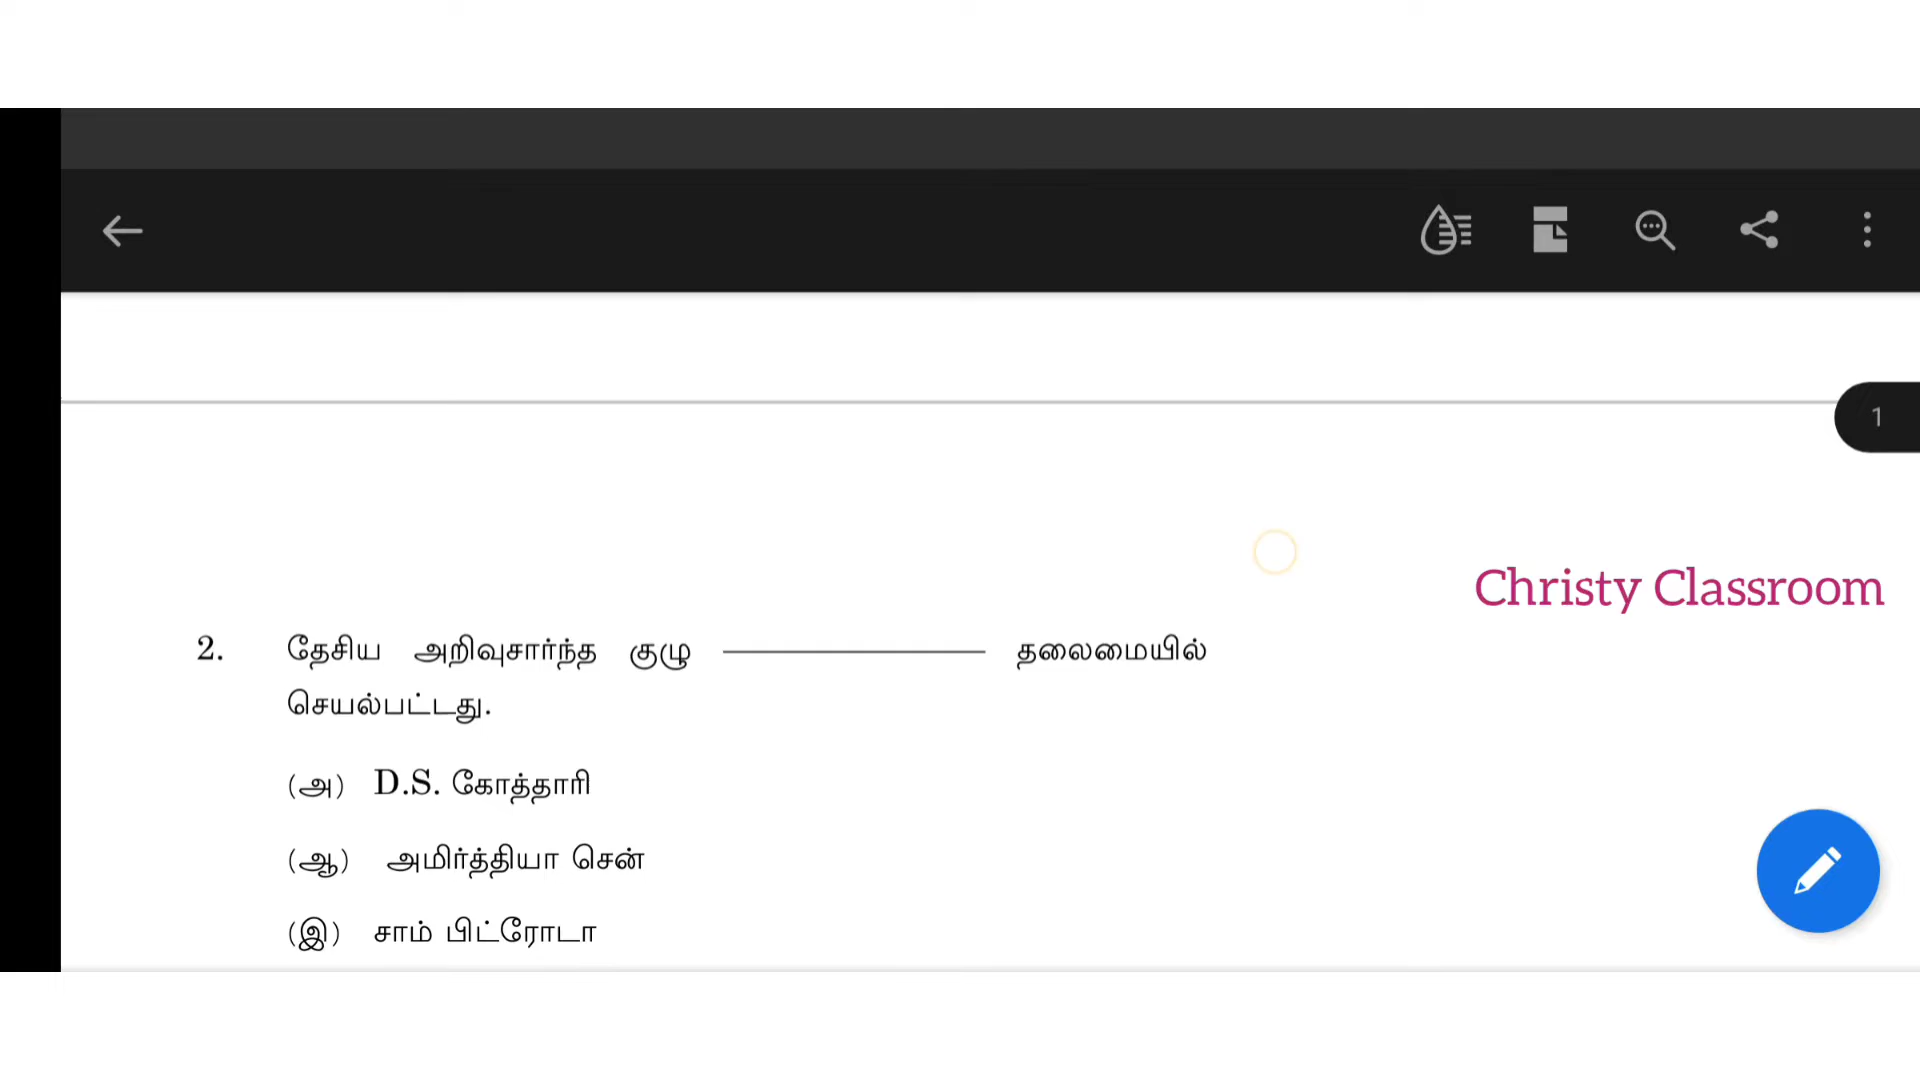 1
Christy Classroom
2. தேசிய அறிவுசார்ந்த குழு ———— தலைமையில்
செயல்பட்டது.
(அ) D.S. கோத்தாரி
(ஆ) அமிர்த்தியா சென்
(இ) சாம் பிட்ரோடா